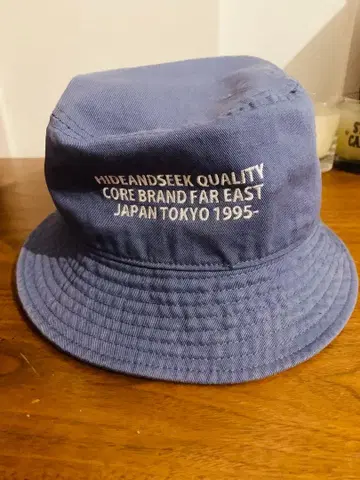 HIDEANDSEEK QUALITY
CORE BRAND FAR EAST
JAPAN TOKYO 1995-